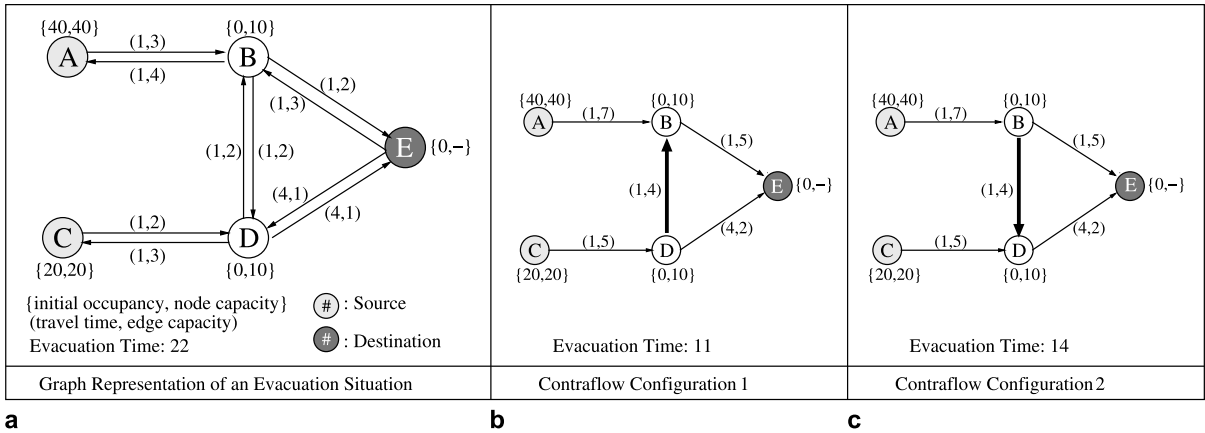 {40,40}
{0,10}
A
(1,3)
(1,4)
B
(1,2)
(1,3)
(1,2)
(1,2)
E
{0,−}
(4,1)
(4,1)
C
(1,2)
(1,3)
D
{20,20}
{0,10}
{initial occupancy, node capacity}
(travel time, edge capacity)
# : Source
# : Destination
Evacuation Time: 22
Graph Representation of an Evacuation Situation
a
{40,40}
{0,10}
A
(1,7)
B
(1,5)
(1,4)
E
{0,−}
C
(1,5)
D
(4,2)
{20,20}
{0,10}
Evacuation Time: 11
Contraflow Configuration 1
b
{40,40}
{0,10}
A
(1,7)
B
(1,5)
(1,4)
E
{0,−}
C
(1,5)
D
(4,2)
{20,20}
{0,10}
Evacuation Time: 14
Contraflow Configuration 2
c